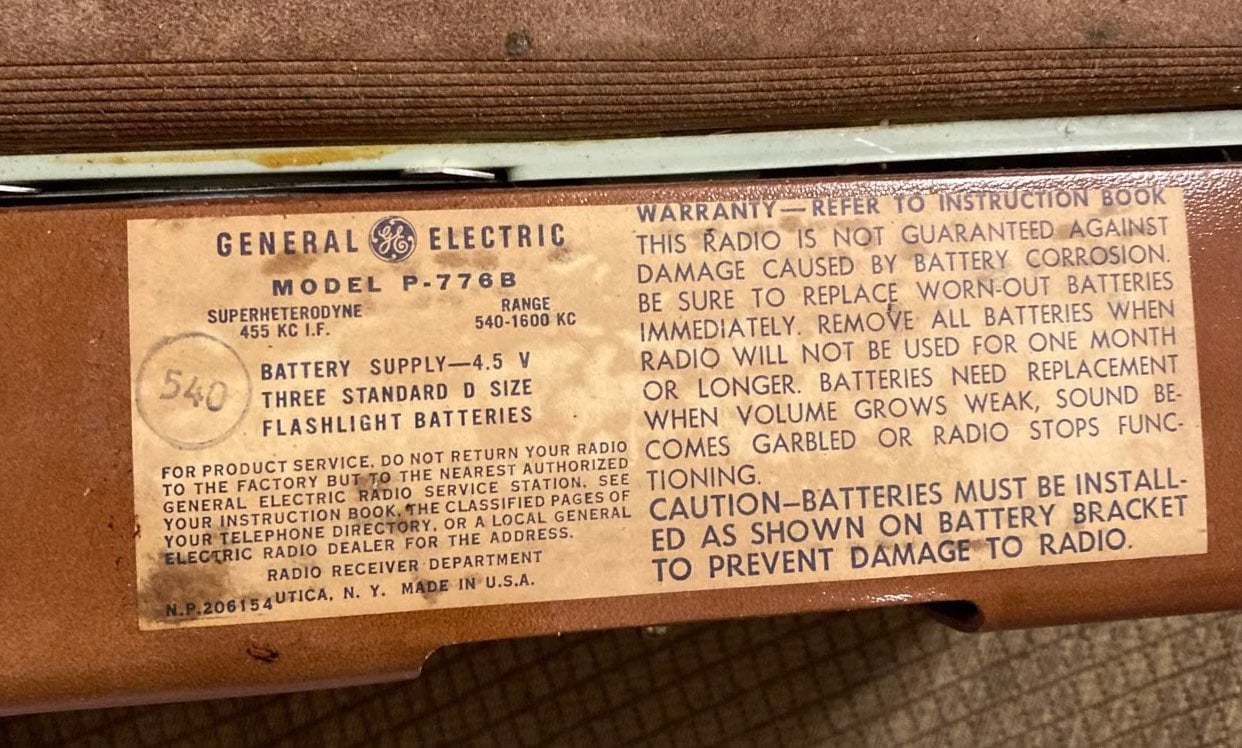 GENERAL GE ELECTRIC
MODEL P-776B
SUPERHETERODYNE
455 KC I.F.
RANGE
540-1600 KC
540
BATTERY SUPPLY—4.5 V
THREE STANDARD D SIZE
FLASHLIGHT BATTERIES
FOR PRODUCT SERVICE, DO NOT RETURN YOUR RADIO
TO THE FACTORY BUT TO THE NEAREST AUTHORIZED
GENERAL ELECTRIC RADIO SERVICE STATION. SEE
YOUR INSTRUCTION BOOK, THE CLASSIFIED PAGES OF
YOUR TELEPHONE DIRECTORY, OR A LOCAL GENERAL
ELECTRIC RADIO DEALER FOR THE ADDRESS.
RADIO RECEIVER DEPARTMENT
UTICA, N. Y. MADE IN U.S.A.
N.P.206154
WARRANTY—REFER TO INSTRUCTION BOOK
THIS RADIO IS NOT GUARANTEED AGAINST
DAMAGE CAUSED BY BATTERY CORROSION.
BE SURE TO REPLACE WORN-OUT BATTERIES
IMMEDIATELY. REMOVE ALL BATTERIES WHEN
RADIO WILL NOT BE USED FOR ONE MONTH
OR LONGER. BATTERIES NEED REPLACEMENT
WHEN VOLUME GROWS WEAK, SOUND BE-
COMES GARBLED OR RADIO STOPS FUNC-
TIONING.
CAUTION—BATTERIES MUST BE INSTALL-
ED AS SHOWN ON BATTERY BRACKET
TO PREVENT DAMAGE TO RADIO.